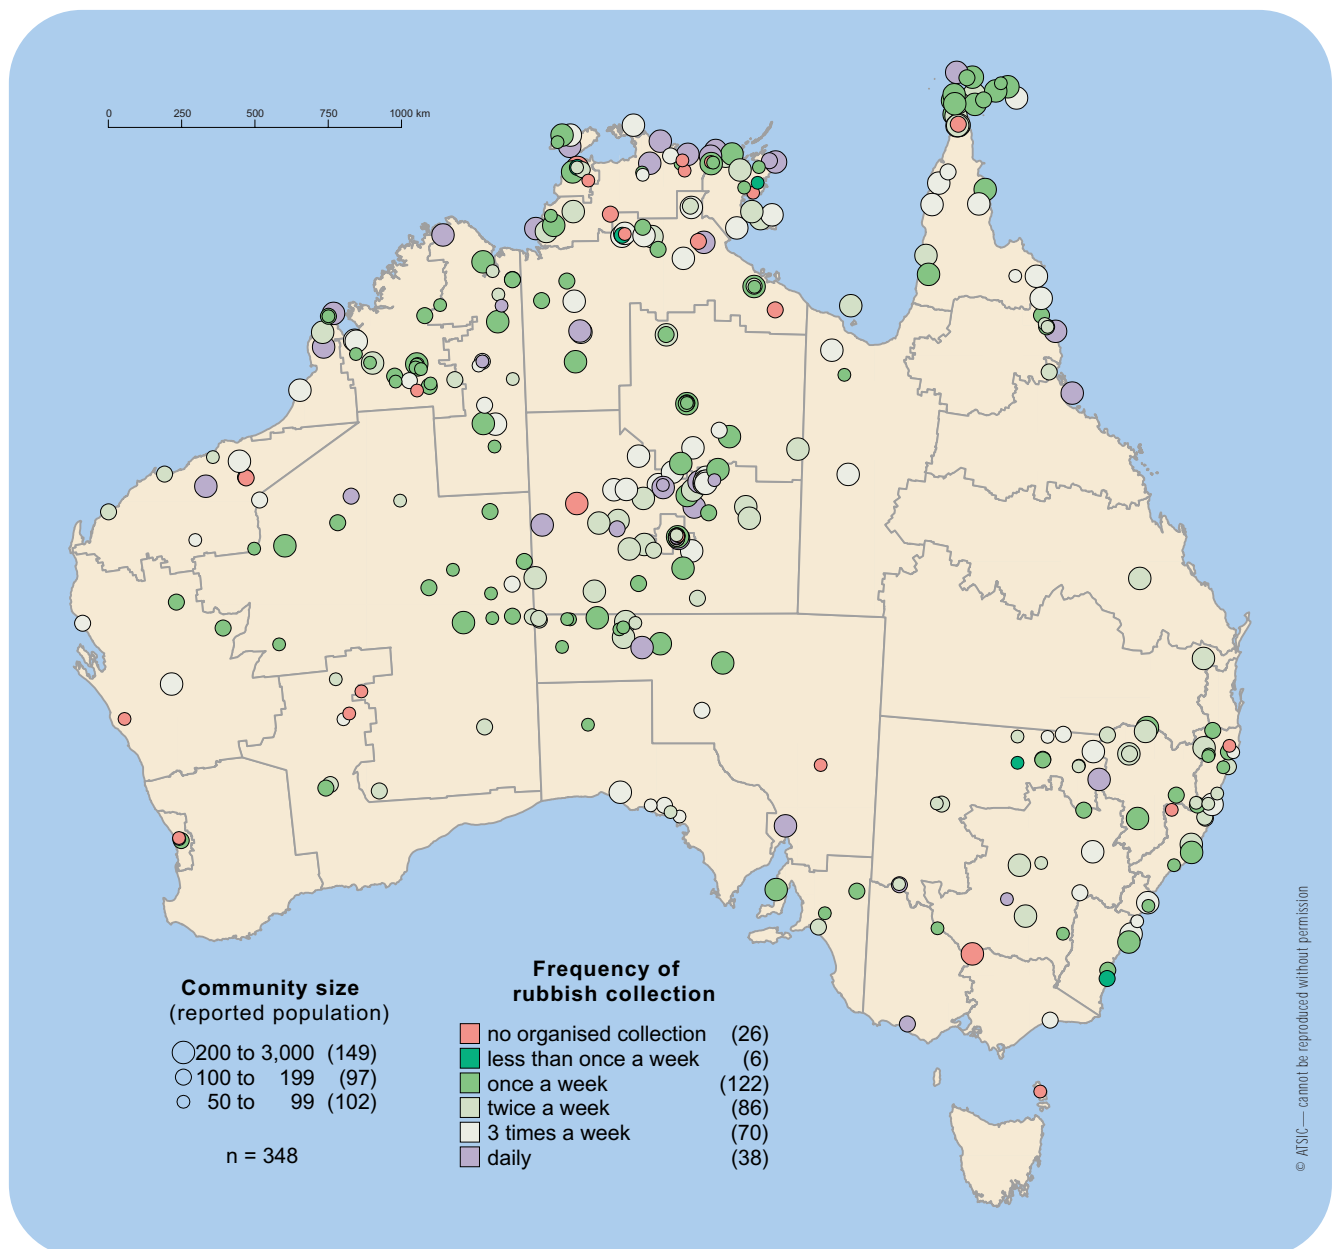 0 250 500 750 1000 km
Community size
(reported population)
200 to 3,000 (149)
100 to 199 (97)
50 to 99 (102)
n = 348
Frequency of
rubbish collection
no organised collection (26)
less than once a week (6)
once a week (122)
twice a week (86)
3 times a week (70)
daily (38)
© ATSIC— cannot be reproduced without permission